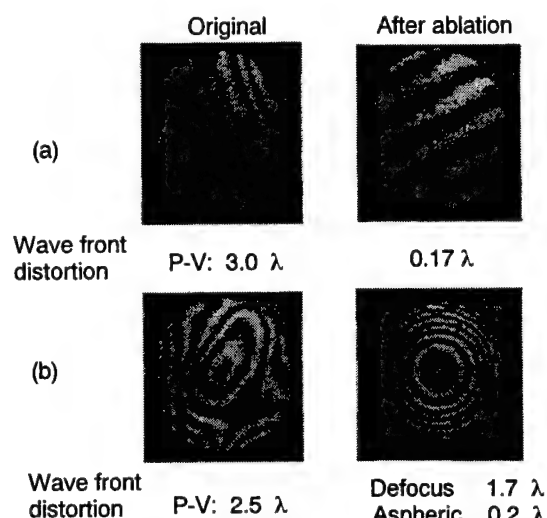 Original After ablation
(a)
Wave front
distortion P-V: 3.0 λ 0.17 λ
(b)
Wave front
distortion P-V: 2.5 λ Defocus 1.7 λ
Aspheric 0.2 λ